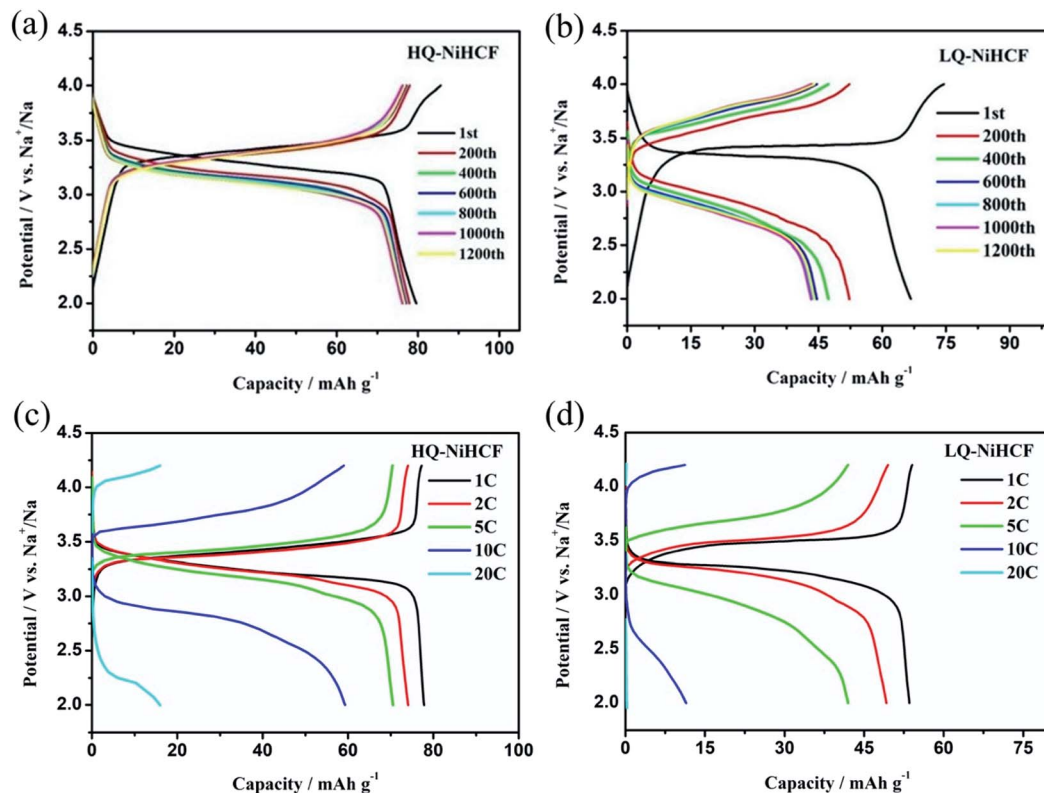 (a)
HQ-NiHCF
4.5
4.0
3.5
3.0
2.5
2.0
Potential / V vs. Na⁺/Na
1st
200th
400th
600th
800th
1000th
1200th
0 20 40 60 80 100
Capacity / mAh g⁻¹
(b)
LQ-NiHCF
4.5
4.0
3.5
3.0
2.5
2.0
Potential / V vs. Na⁺/Na
1st
200th
400th
600th
800th
1000th
1200th
0 15 30 45 60 75 90
Capacity / mAh g⁻¹
(c)
HQ-NiHCF
4.5
4.0
3.5
3.0
2.5
2.0
Potential / V vs. Na⁺/Na
1C
2C
5C
10C
20C
0 20 40 60 80 100
Capacity / mAh g⁻¹
(d)
LQ-NiHCF
4.5
4.0
3.5
3.0
2.5
2.0
Potential / V vs. Na⁺/Na
1C
2C
5C
10C
20C
0 15 30 45 60 75
Capacity / mAh g⁻¹